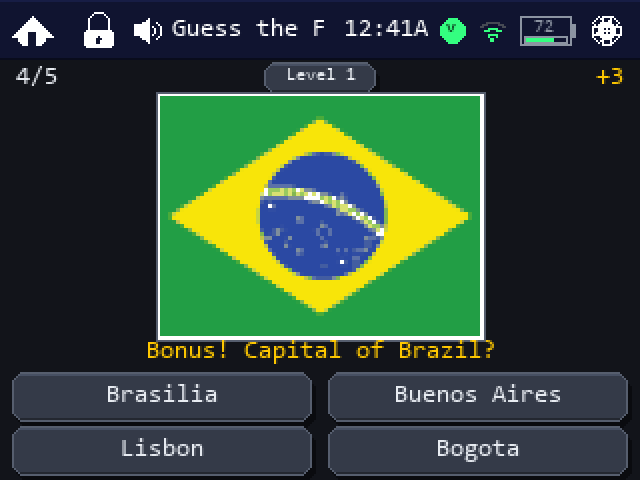 Guess the F 12:41A 72
4/5 Level 1 +3
Bonus! Capital of Brazil?
Brasilia Buenos Aires
Lisbon Bogota